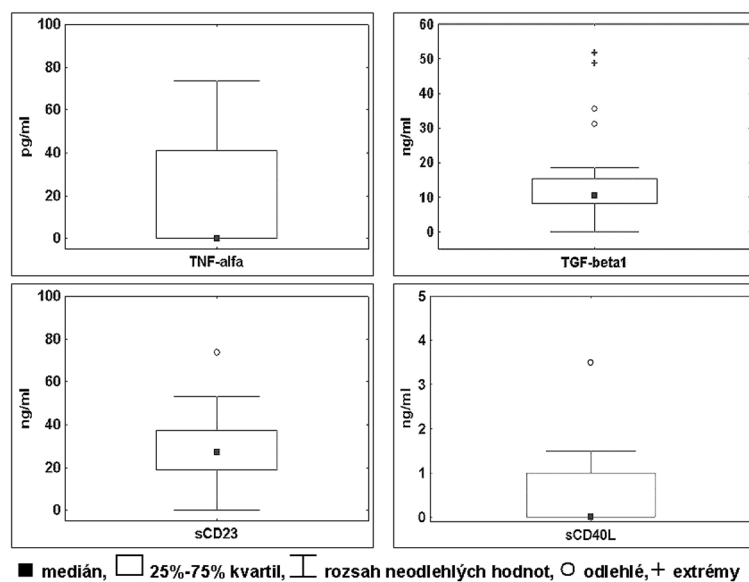 100
80
60
40
20
0
pg/ml
TNF-alfa
60
50
40
30
20
10
0
ng/ml
TGF-beta1
100
80
60
40
20
0
ng/ml
sCD23
5
4
3
2
1
0
ng/ml
sCD40L
medián, 25%-75% kvartil, rozsah neodlehlých hodnot, odlehlé, extrémy